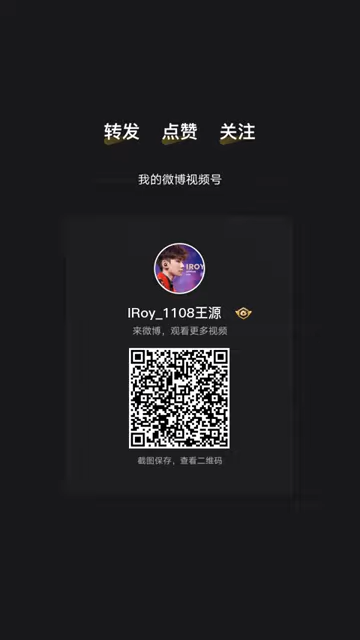 转发 点赞 关注
我的微博视频号
IROY
IRoy_1108王源
来微博，观看更多视频
截图保存，查看二维码